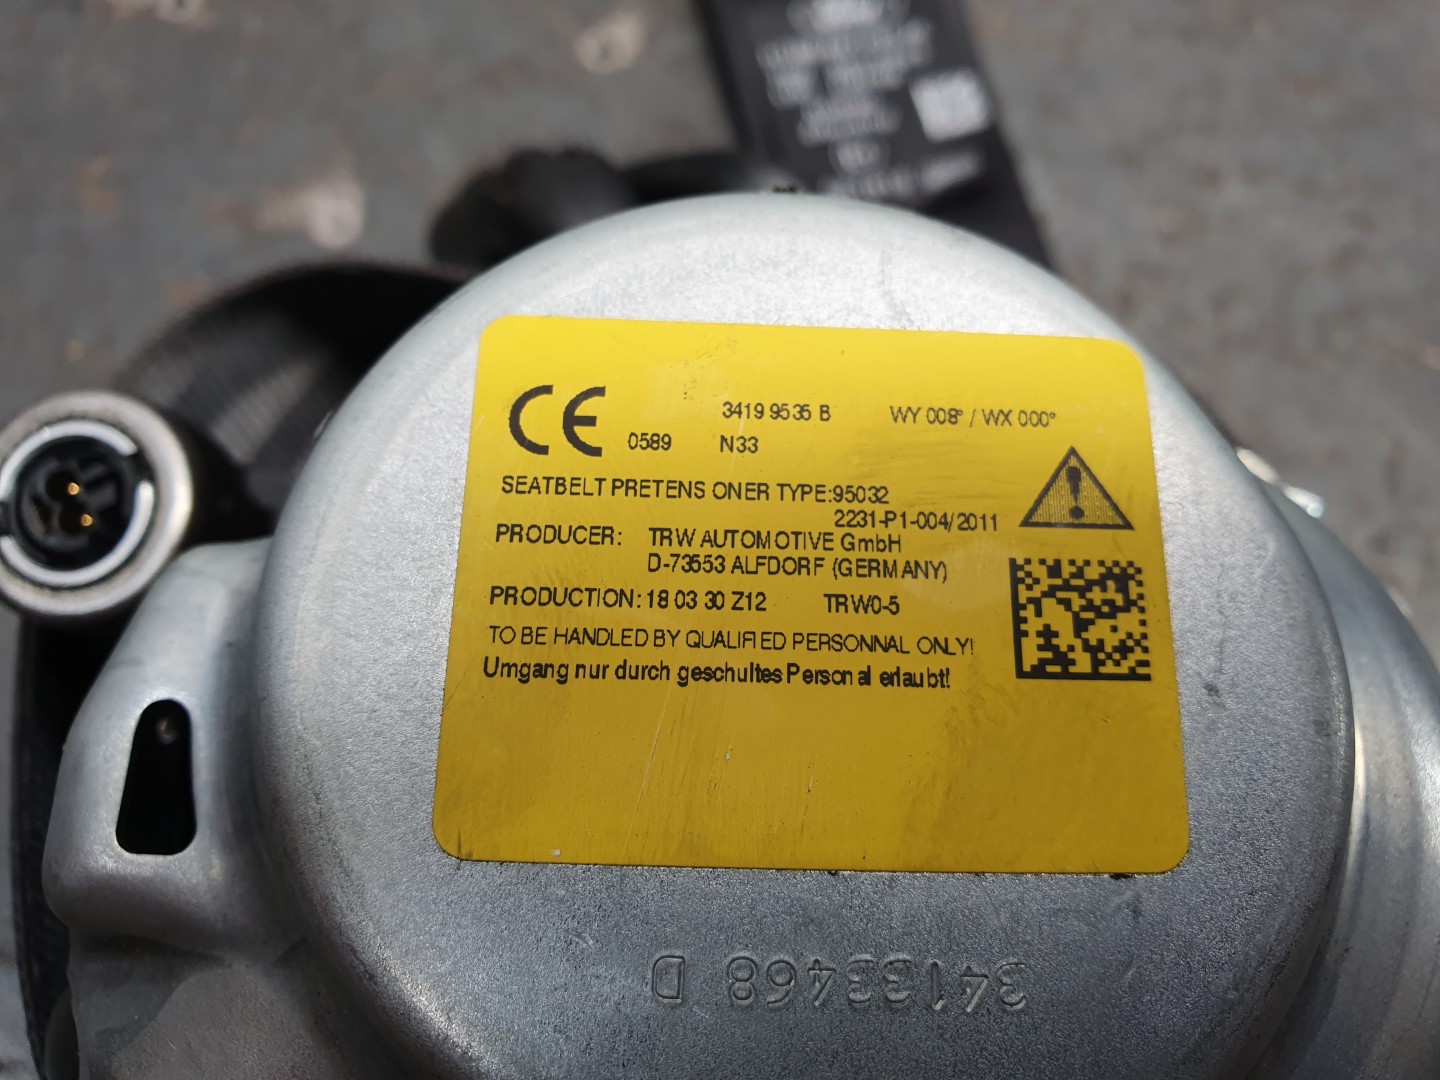 CE 0589
3419 9535 B WY 008° / WX 000°
N33
SEATBELT PRETENS ONER TYPE:95032
2231-P1-004/2011
PRODUCER: TRW AUTOMOTIVE GmbH
D-73553 ALFDORF (GERMANY)
PRODUCTION: 18 03 30 Z12 TRW0-5
TO BE HANDLED BY QUALIFIED PERSONNAL ONLY!
Umgang nur durch geschultes Personal erlaubt!
34133468 D